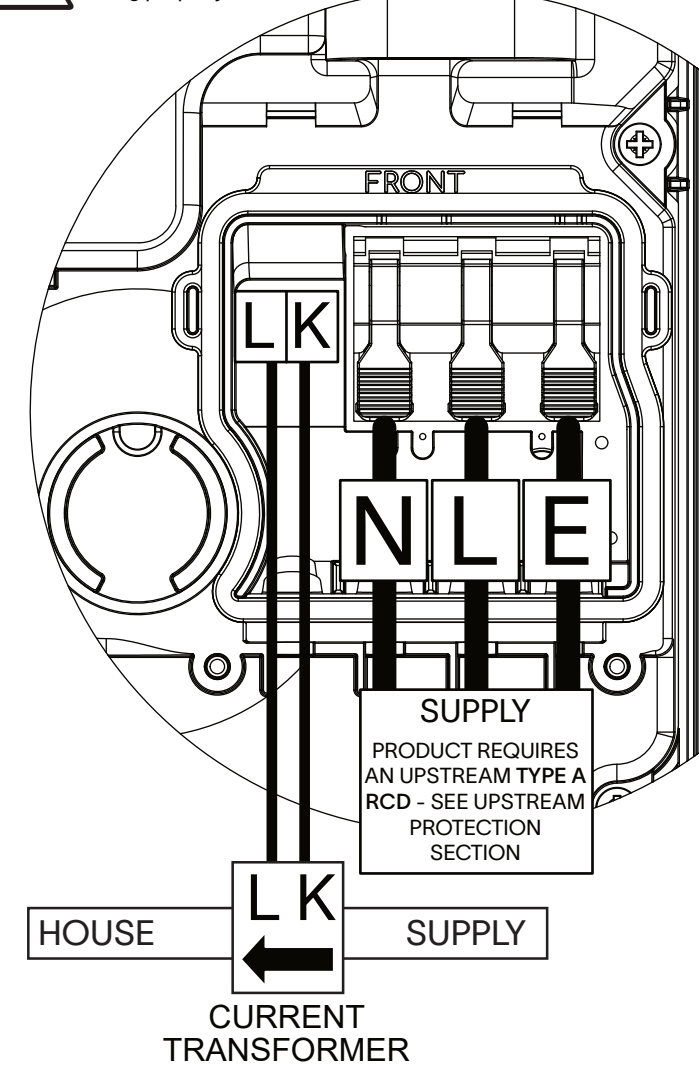 FRONT
L K
N L E
SUPPLY
PRODUCT REQUIRES
AN UPSTREAM TYPE A
RCD - SEE UPSTREAM
PROTECTION
SECTION
L K
HOUSE SUPPLY
CURRENT
TRANSFORMER